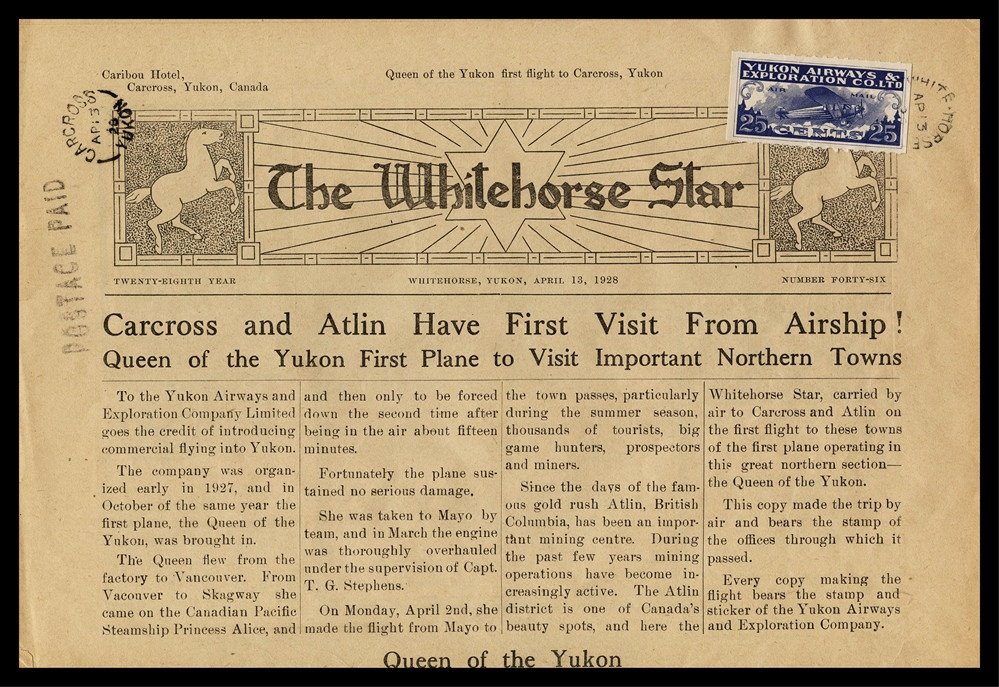 Caribou Hotel,
Carcross, Yukon, Canada
Queen of the Yukon first flight to Carcross, Yukon
YUKON AIRWAYS &
EXPLORATION CO. LTD
AIR MAIL
25 CENTS 25
WHITE HORSE
AP 13
CARCROSS
AP 13
YUKON
POSTAGE PAID
The Whitehorse Star
TWENTY-EIGHTH YEAR
WHITEHORSE, YUKON, APRIL 13, 1928
NUMBER FORTY-SIX
Carcross and Atlin Have First Visit From Airship !
Queen of the Yukon First Plane to Visit Important Northern Towns
To the Yukon Airways and
Exploration Company Limited
goes the credit of introducing
commercial flying into Yukon.
The company was organ-
ized early in 1927, and in
October of the same year the
first plane, the Queen of the
Yukon, was brought in.
The Queen flew from the
factory to Vancouver. From
Vacouver to Skagway she
came on the Canadian Pacific
Steamship Princess Alice, and
and then only to be forced
down the second time after
being in the air about fifteen
minutes.
Fortunately the plane sus-
tained no serious damage.
She was taken to Mayo by
team, and in March the engine
was thoroughly overhauled
under the supervision of Capt.
T. G. Stephens.
On Monday, April 2nd, she
made the flight from Mayo to
the town passes, particularly
during the summer season,
thousands of tourists, big
game hunters, prospectors
and miners.
Since the days of the fam-
ous gold rush Atlin, British
Columbia, has been an impor-
tant mining centre. During
the past few years mining
operations have become in-
creasingly active. The Atlin
district is one of Canada's
beauty spots, and here the
Whitehorse Star, carried by
air to Carcross and Atlin on
the first flight to these towns
of the first plane operating in
this great northern section—
the Queen of the Yukon.
This copy made the trip by
air and bears the stamp of
the offices through which it
passed.
Every copy making the
flight bears the stamp and
sticker of the Yukon Airways
and Exploration Company.
Queen of the Yukon